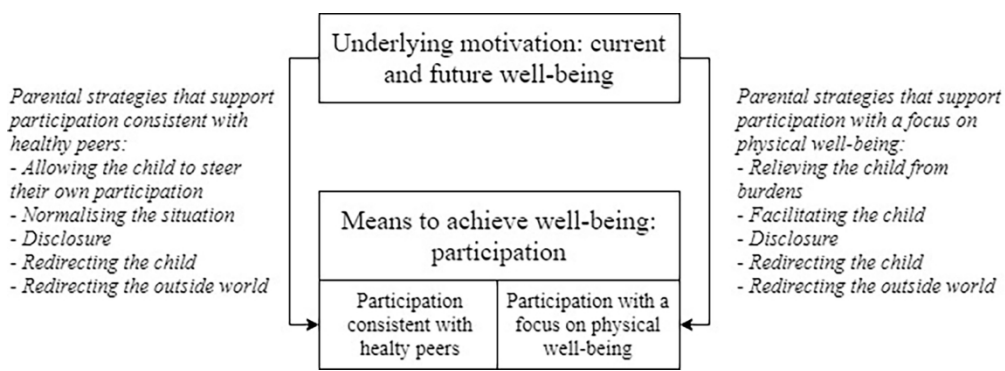 Underlying motivation: current
and future well-being
Parental strategies that support
participation consistent with
healthy peers:
- Allowing the child to steer
their own participation
- Normalising the situation
- Disclosure
- Redirecting the child
- Redirecting the outside world
Parental strategies that support
participation with a focus on
physical well-being:
- Relieving the child from
burdens
- Facilitating the child
- Disclosure
- Redirecting the child
- Redirecting the outside world
Means to achieve well-being:
participation
Participation
consistent with
healty peers
Participation with a
focus on physical
well-being